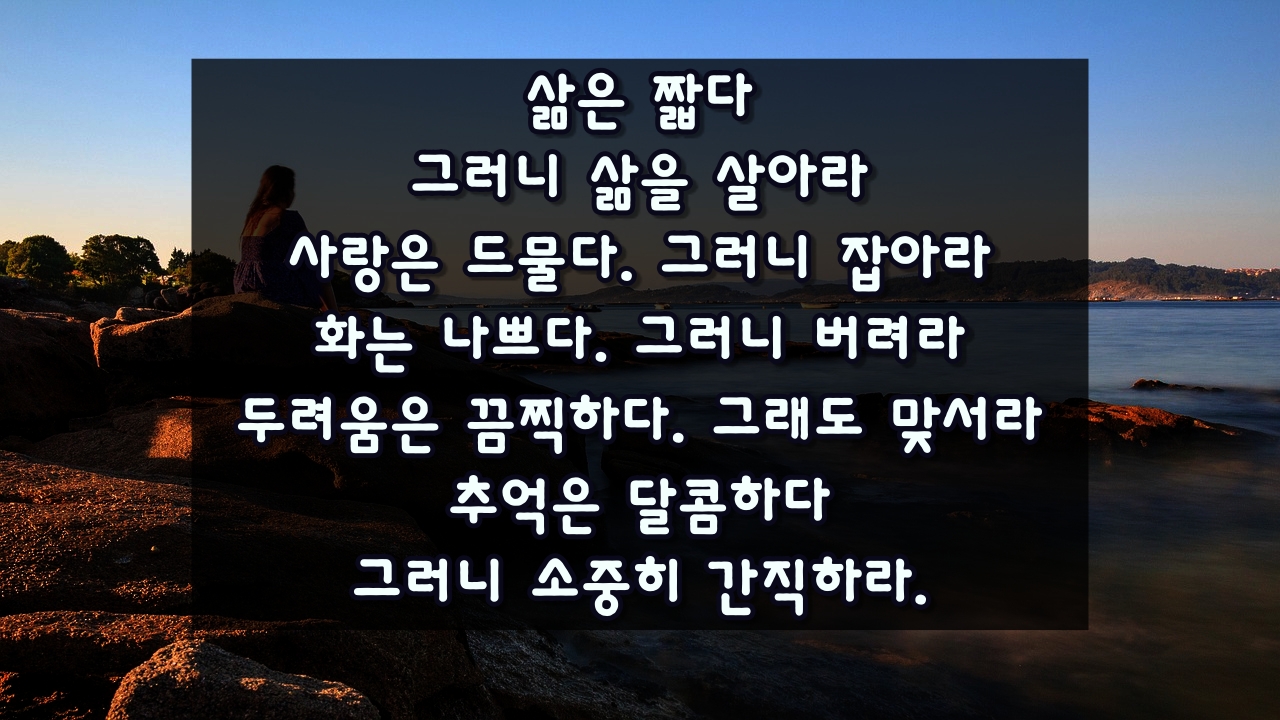 삶은 짧다
그러니 삶을 살아라
사랑은 드물다. 그러니 잡아라
화는 나쁘다. 그러니 버려라
두려움은 끔찍하다. 그래도 맞서라
추억은 달콤하다
그러니 소중히 간직하라.